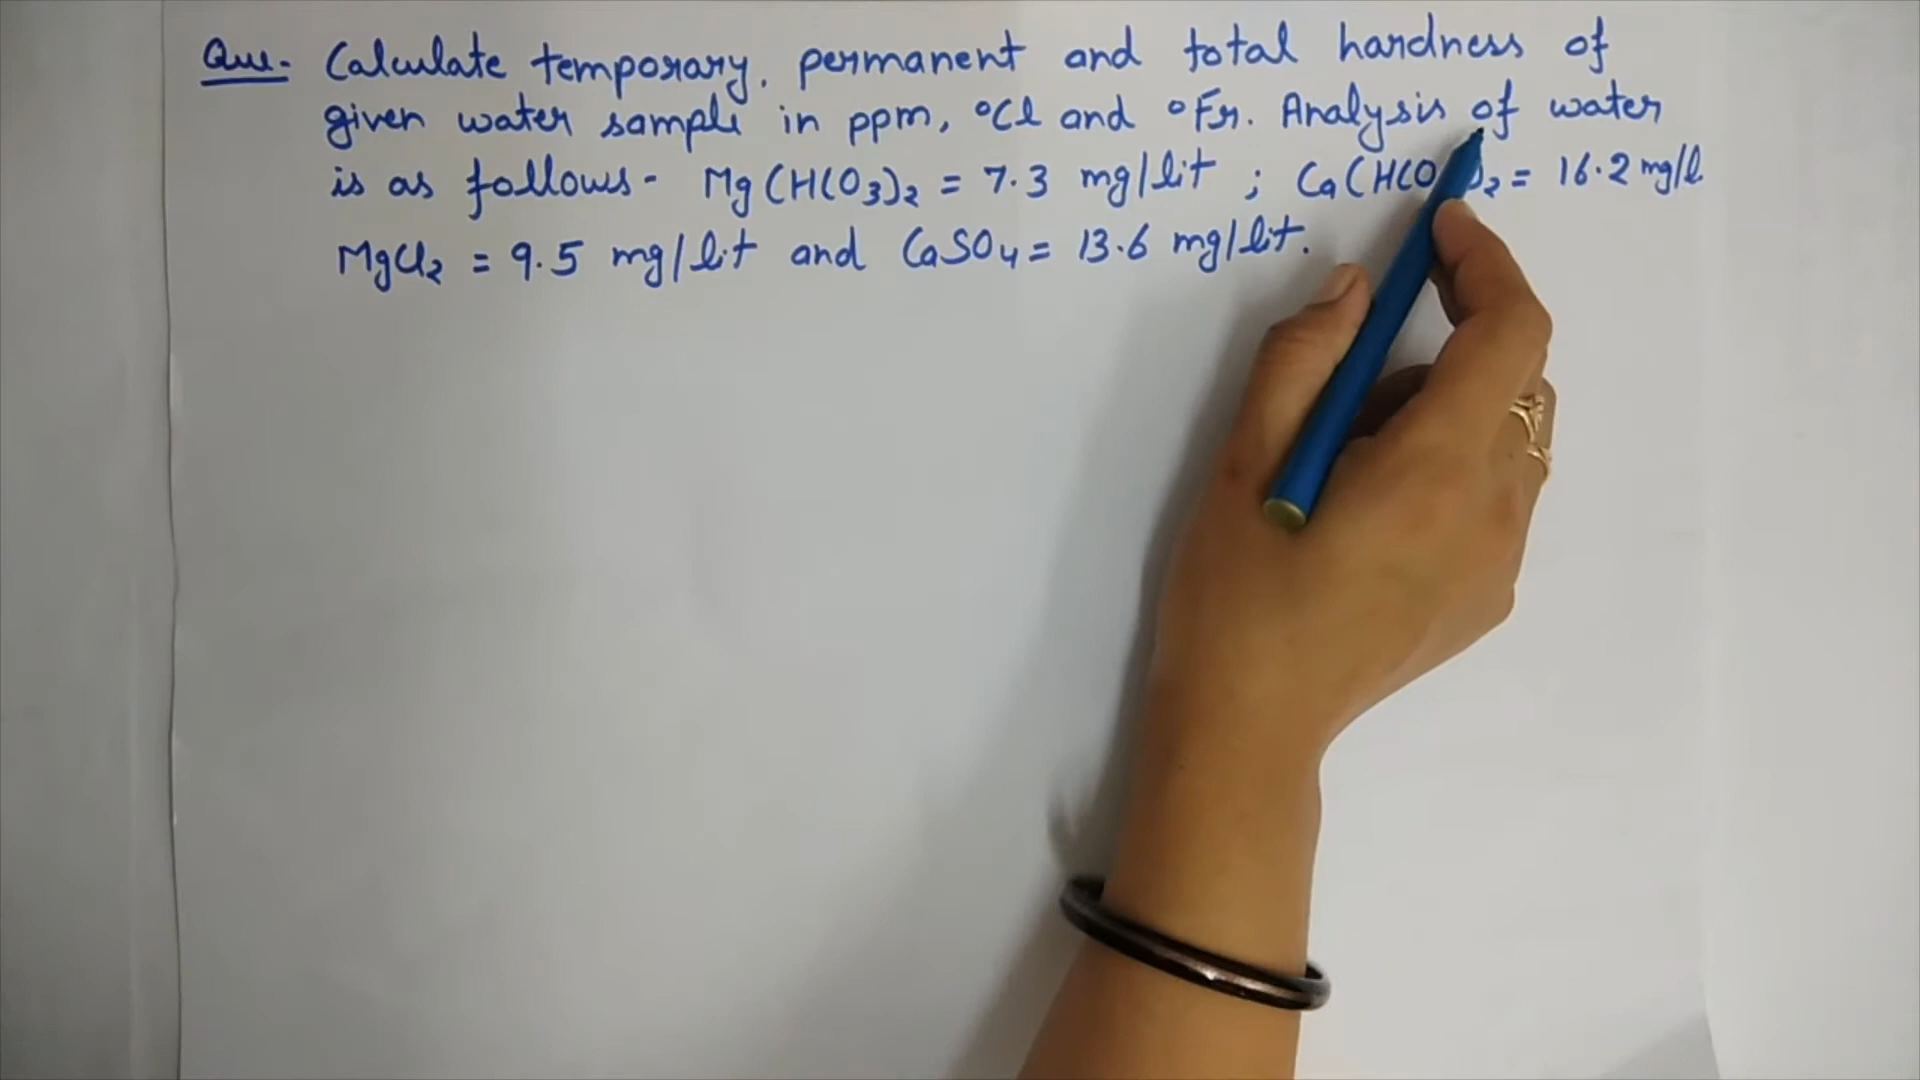 Que- Calculate temporary, permanent and total hardness of
given water sample in ppm, °Cl and °Fr. Analysis of water
is as follows- Mg(HCO3)2 = 7.3 mg/lit ; Ca(HCO )2 = 16.2 mg/l
MgCl2 = 9.5 mg/lit and CaSO4 = 13.6 mg/lit.